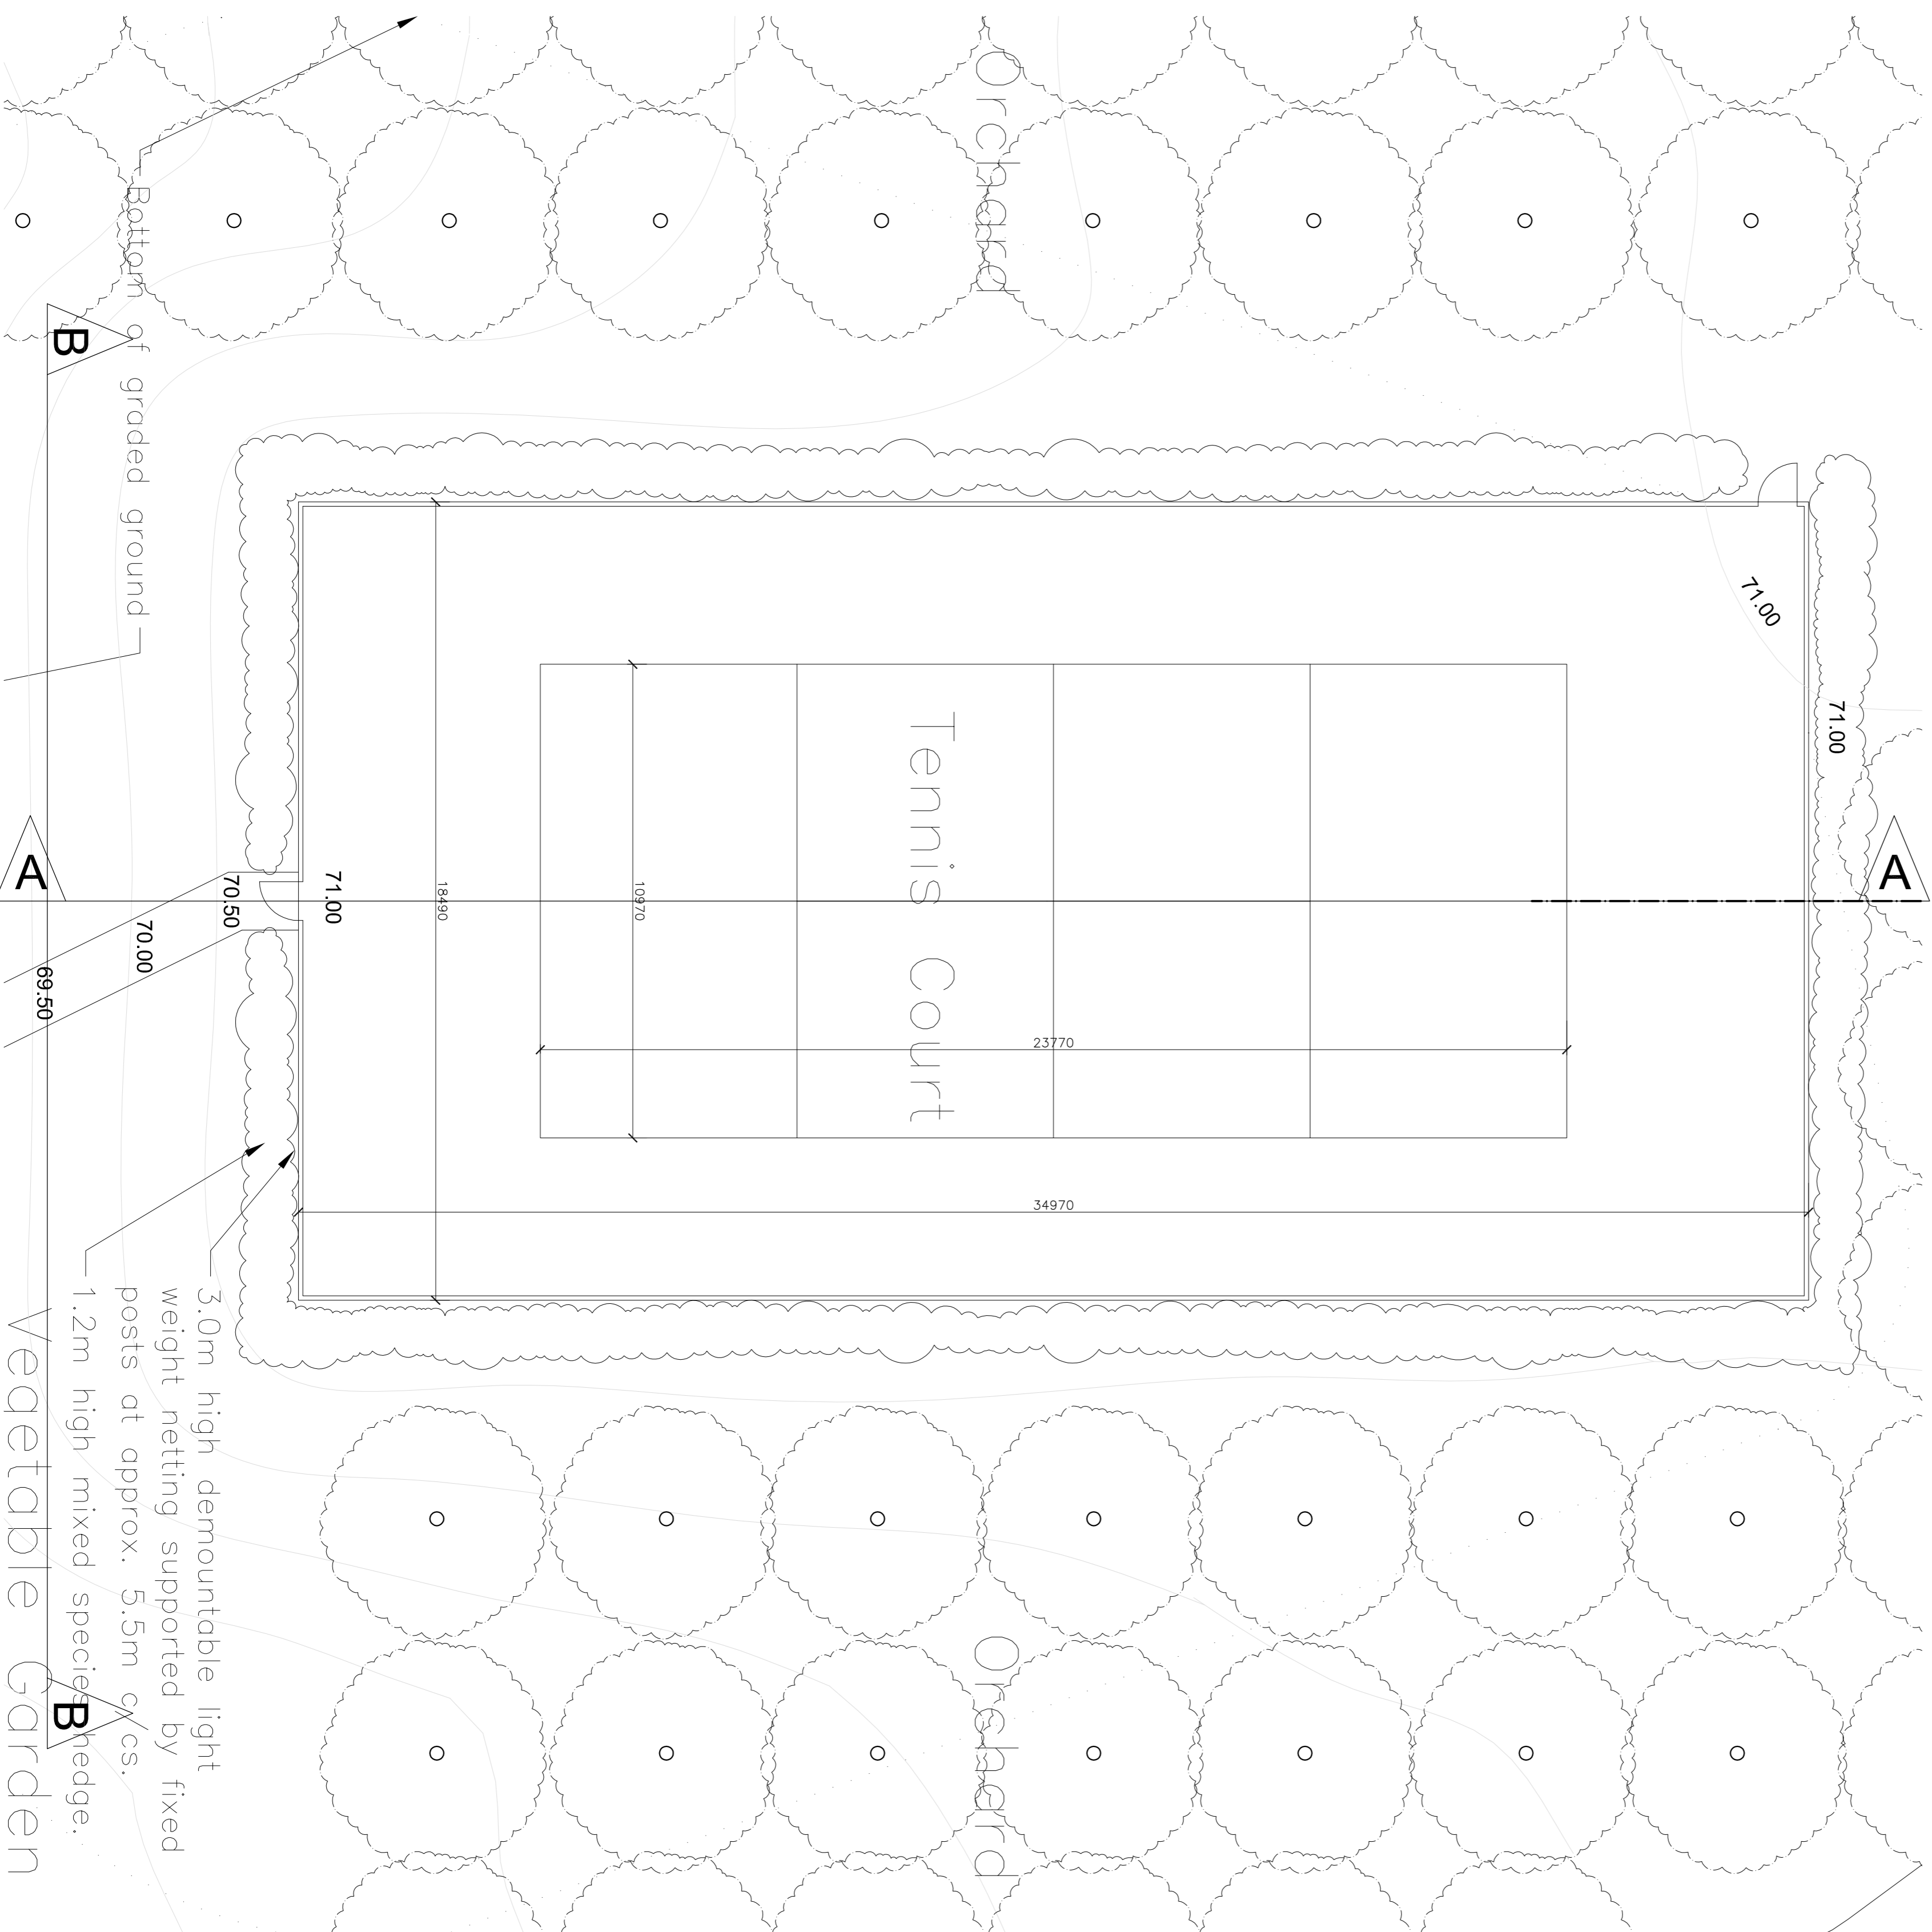 Orchard
Bottom of graded ground
B
71.00
71.00
A
A
Tennis Court
70.50
71.00
18490
10970
70.00
69.50
23770
34970
3.0m high demountable light
weight netting supported by fixed
posts at approx. 5.5m c/cs.
1.2m high mixed species hedge.
Vegetable Garden
B
Orchard